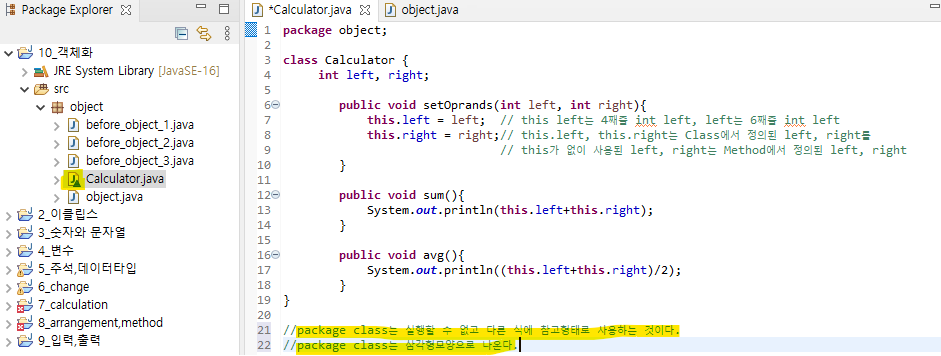 Package Explorer
10_객체화
JRE System Library [JavaSE-16]
src
object
before_object_1.java
before_object_2.java
before_object_3.java
Calculator.java
object.java
2_이클립스
3_숫자와 문자열
4_변수
5_주석,데이터타입
6_change
7_calculation
8_arrangement,method
9_입력,출력
*Calculator.java
object.java
1 package object;
2
3 class Calculator {
4 int left, right;
5
6 public void setOprands(int left, int right){
7 this.left = left; // this left는 4째줄 int left, left는 6째줄 int left
8 this.right = right;// this.left, this.right는 Class에서 정의된 left, right를
9 // this가 없이 사용된 left, right는 Method에서 정의된 left, right
10 }
11
12 public void sum(){
13 System.out.println(this.left+this.right);
14 }
15
16 public void avg(){
17 System.out.println((this.left+this.right)/2);
18 }
19
20 }
21 //package class는 실행할 수 없고 다른 식에 참고형태로 사용하는 것이다.
22 //package class는 삼각형모양으로 나온다.